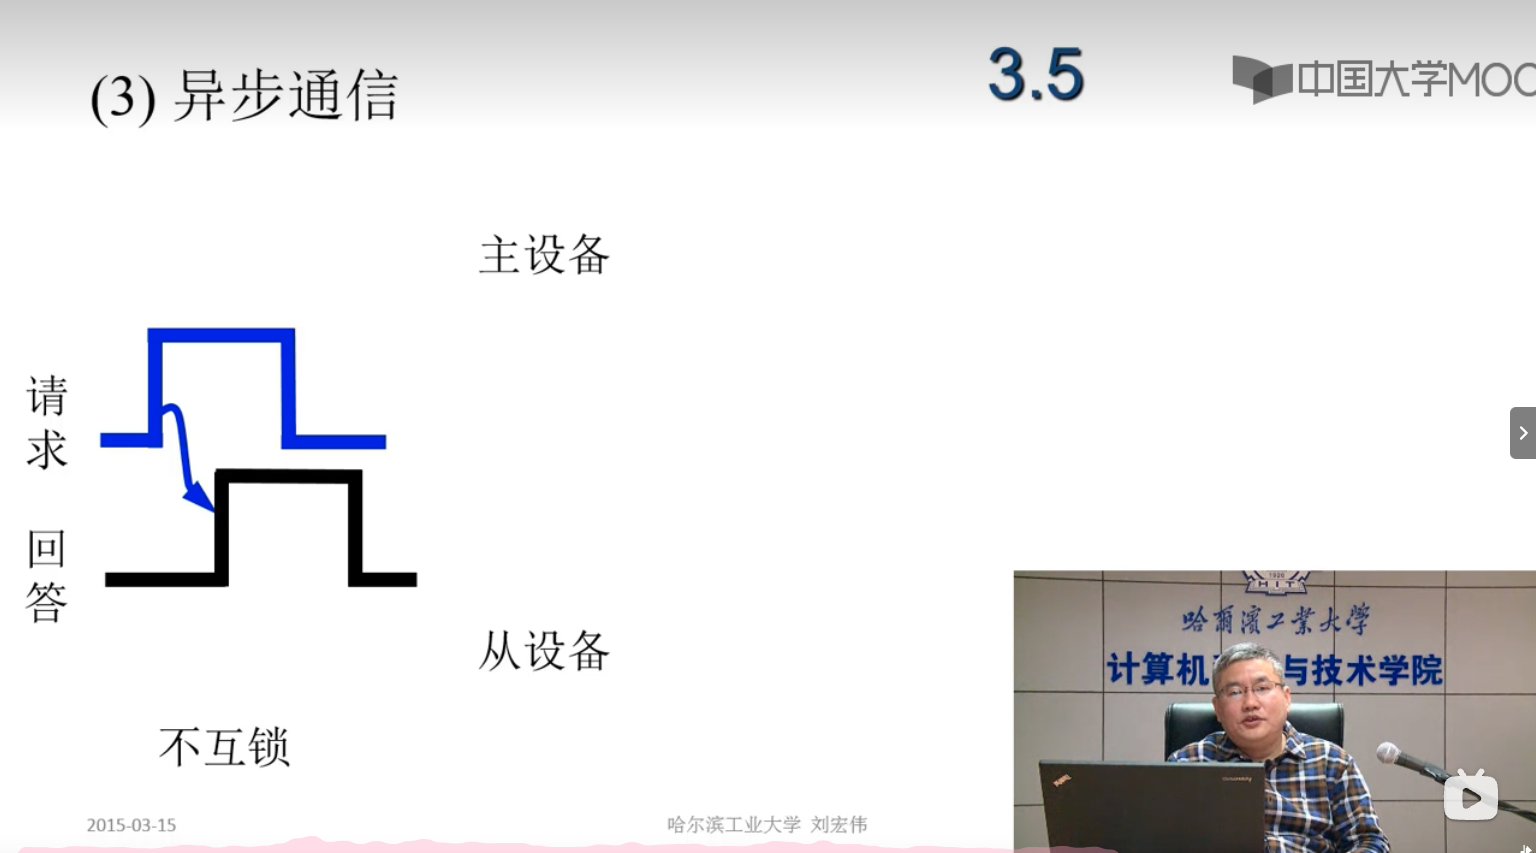 (3) 异步通信
3.5
中国大学MOO
主设备
请求
回答
从设备
不互锁
2015-03-15
哈尔滨工业大学 刘宏伟
1920
HIT
哈尔滨工业大学
计算机
与技术学院